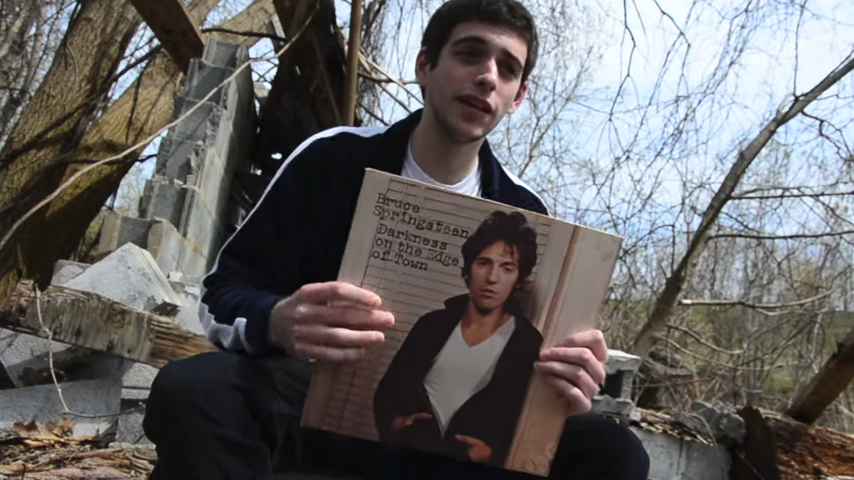 Bruce
Springsteen
Darkness
on the Edge
of Town